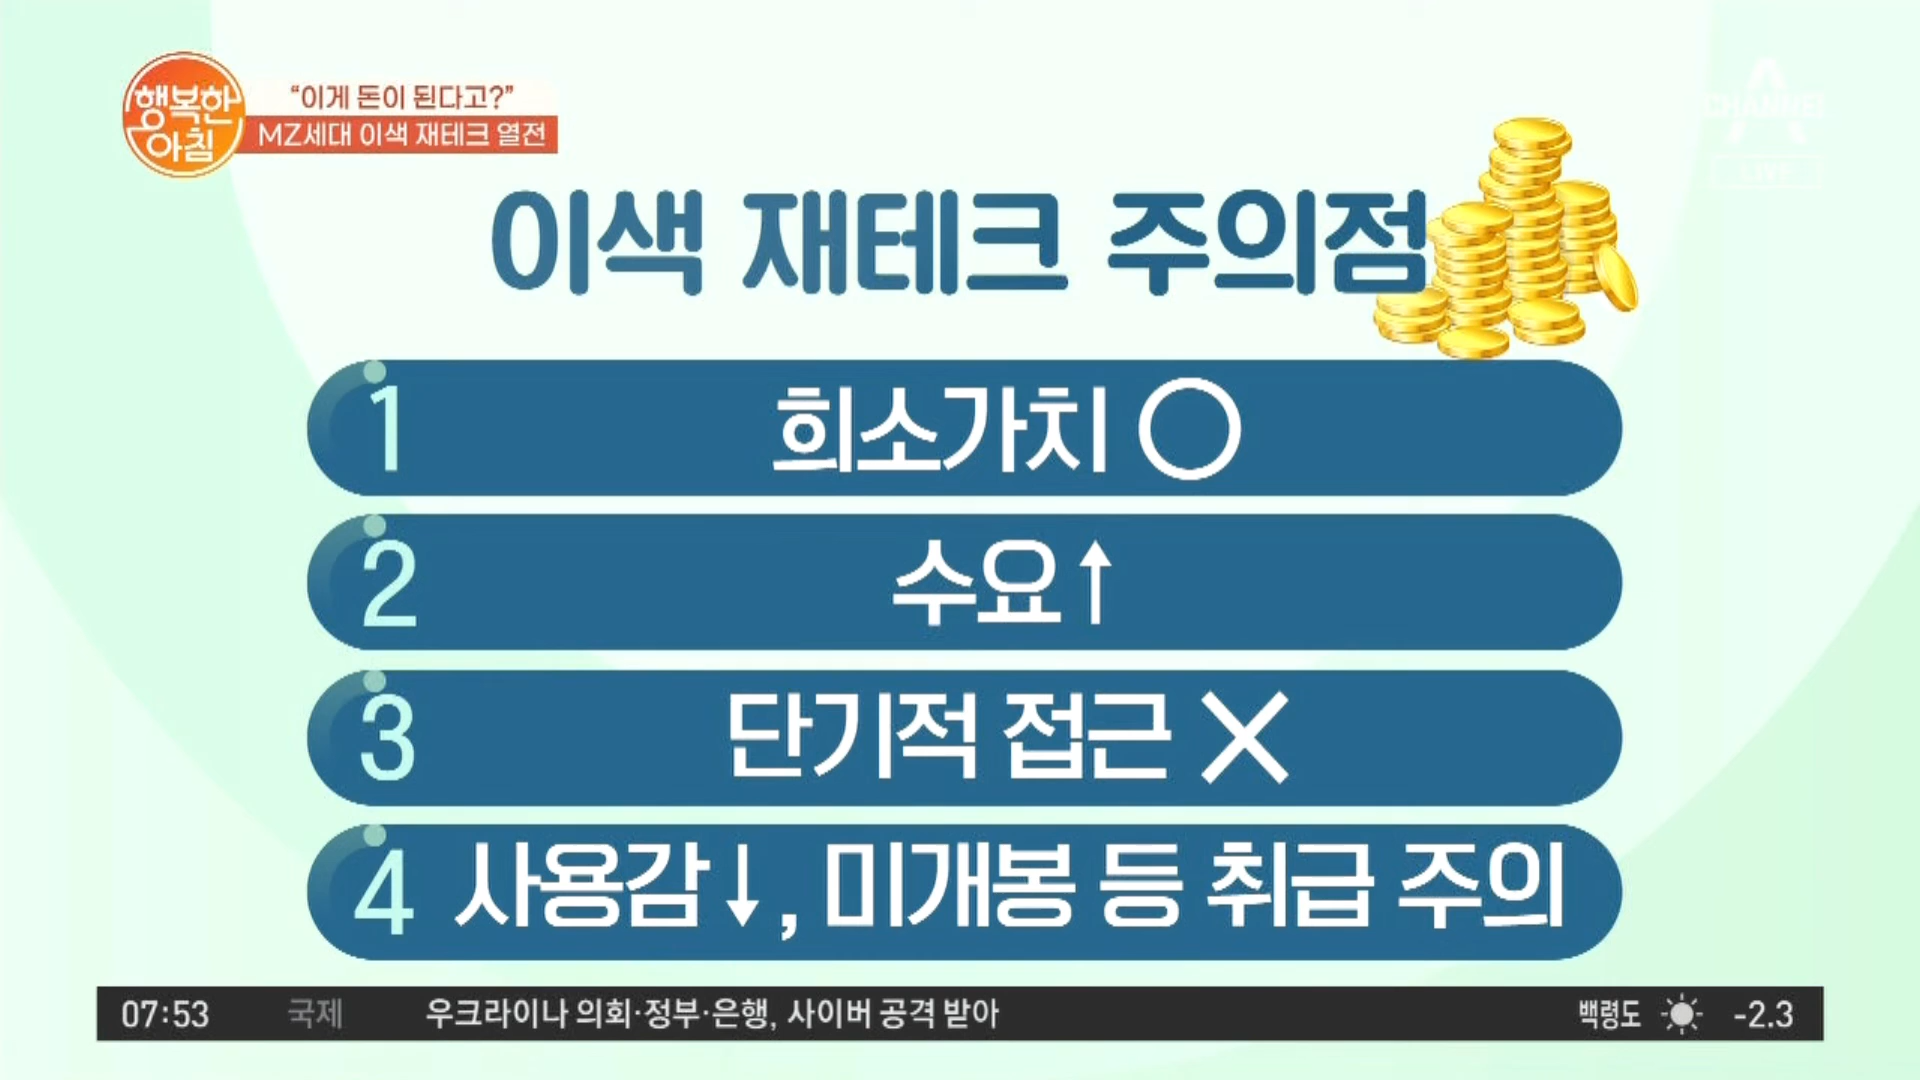 행복한
아침
“이게 돈이 된다고?”
MZ세대 이색 재테크 열전
CHANNEL A
LIVE
이색 재테크 주의점
1 희소가치 ○
2 수요↑
3 단기적 접근 ✕
4 사용감↓, 미개봉 등 취급 주의
07:53 국제 우크라이나 의회·정부·은행, 사이버 공격 받아 백령도 -2.3